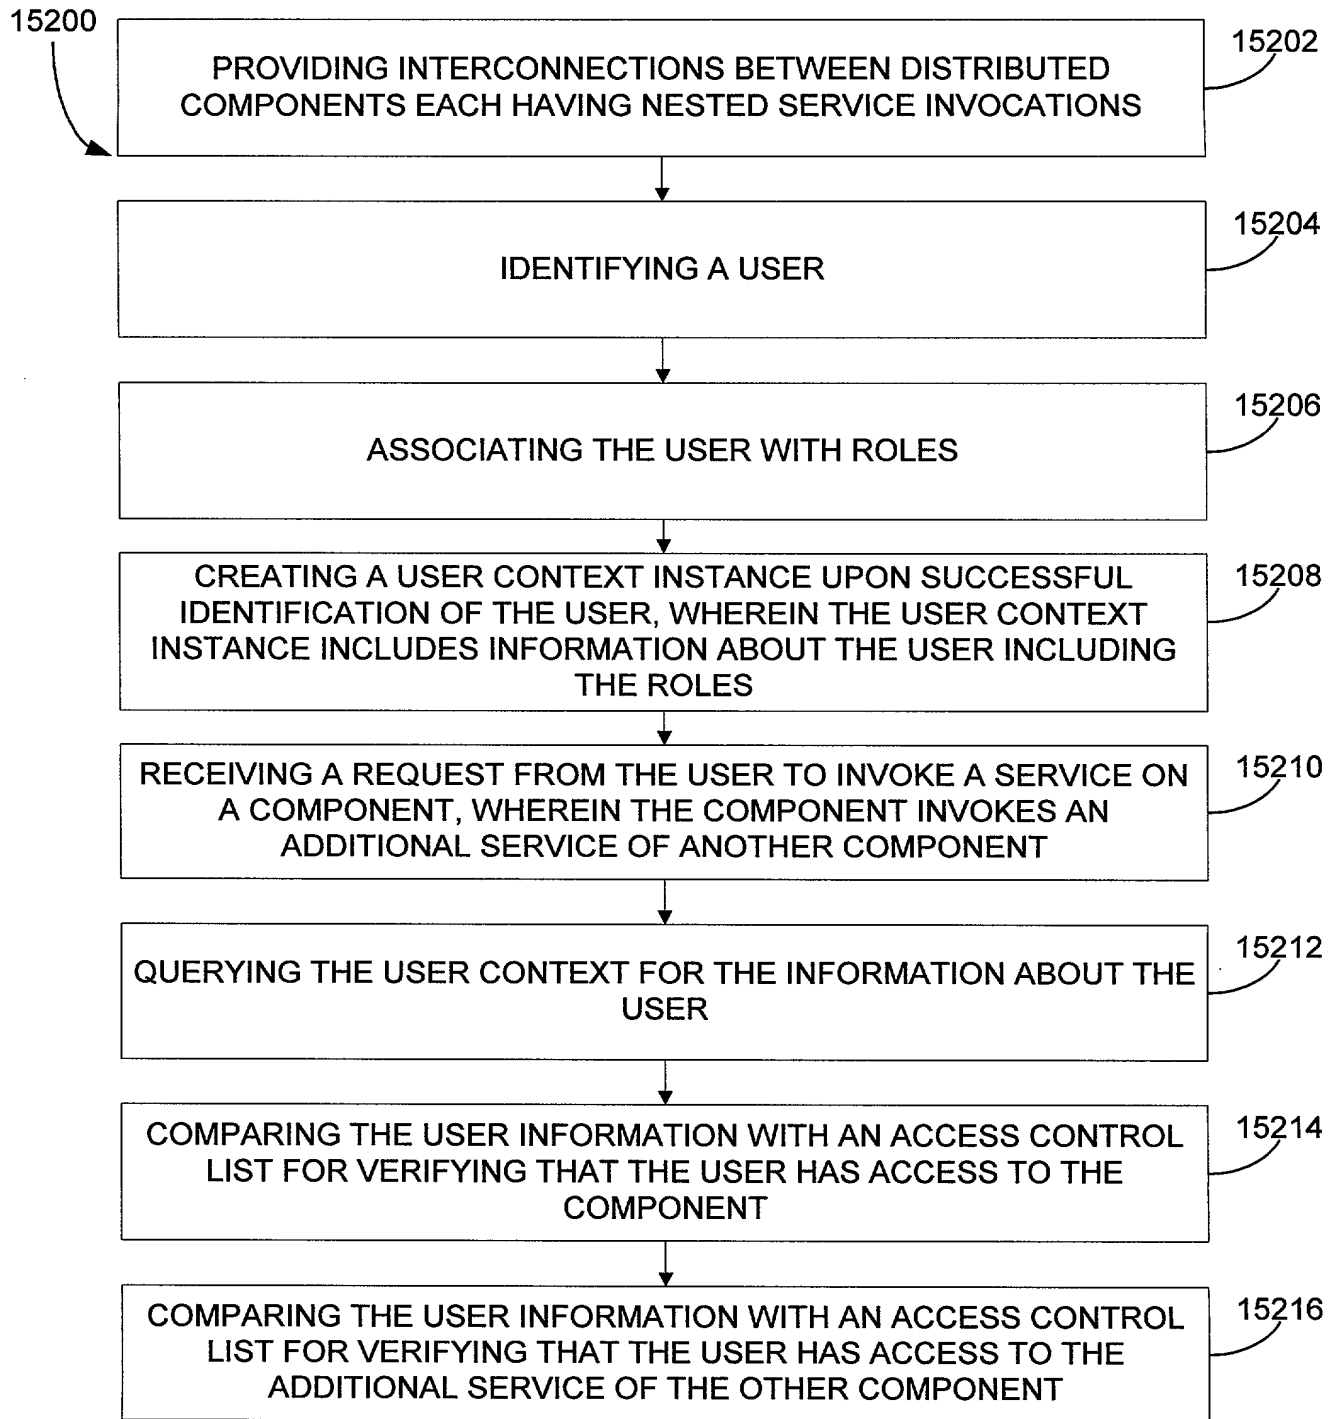 15200
15202
PROVIDING INTERCONNECTIONS BETWEEN DISTRIBUTED
COMPONENTS EACH HAVING NESTED SERVICE INVOCATIONS
15204
IDENTIFYING A USER
15206
ASSOCIATING THE USER WITH ROLES
15208
CREATING A USER CONTEXT INSTANCE UPON SUCCESSFUL
IDENTIFICATION OF THE USER, WHEREIN THE USER CONTEXT
INSTANCE INCLUDES INFORMATION ABOUT THE USER INCLUDING
THE ROLES
15210
RECEIVING A REQUEST FROM THE USER TO INVOKE A SERVICE ON
A COMPONENT, WHEREIN THE COMPONENT INVOKES AN
ADDITIONAL SERVICE OF ANOTHER COMPONENT
15212
QUERYING THE USER CONTEXT FOR THE INFORMATION ABOUT THE
USER
15214
COMPARING THE USER INFORMATION WITH AN ACCESS CONTROL
LIST FOR VERIFYING THAT THE USER HAS ACCESS TO THE
COMPONENT
15216
COMPARING THE USER INFORMATION WITH AN ACCESS CONTROL
LIST FOR VERIFYING THAT THE USER HAS ACCESS TO THE
ADDITIONAL SERVICE OF THE OTHER COMPONENT